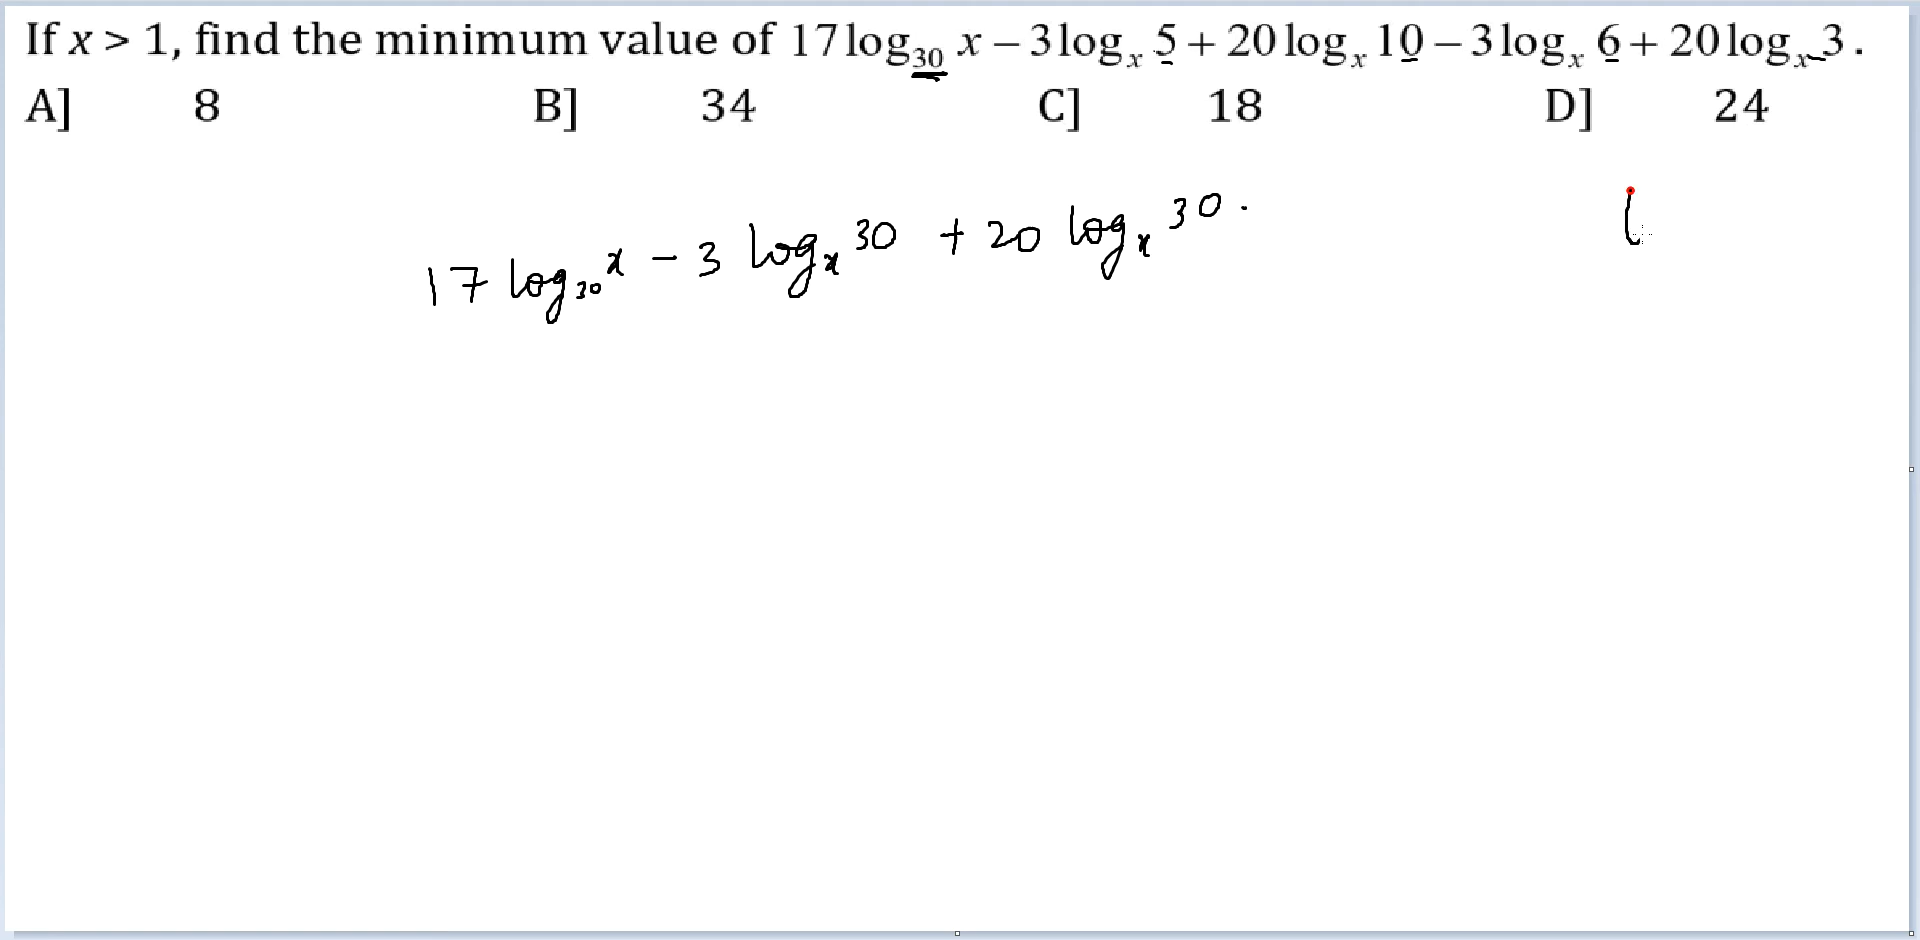 If x > 1, find the minimum value of 17 log₃₀ x − 3 logₓ 5 + 20 logₓ 10 − 3 logₓ 6 + 20 logₓ 3 .
A] 8 B] 34 C] 18 D] 24
17 log₃₀ x − 3 logₓ 30 + 20 logₓ 30 .